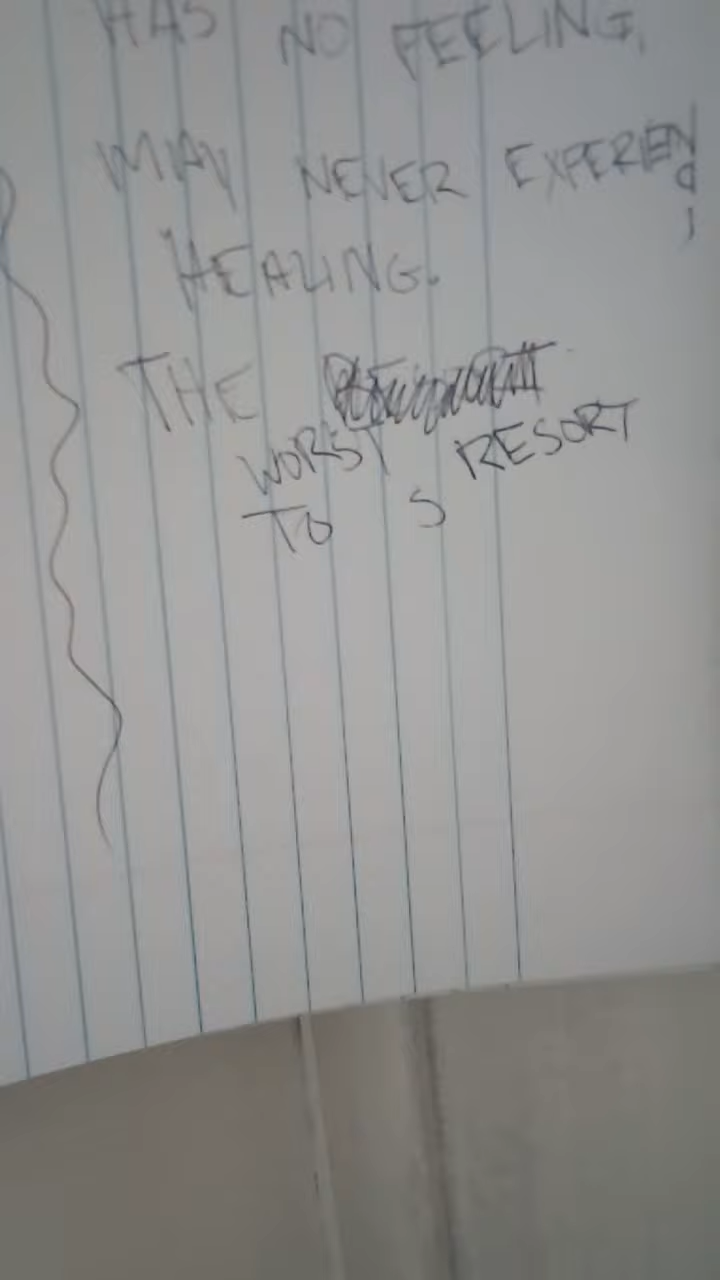 HAS NO FEELING,
MAY NEVER EXPERIEN
HEALING.
THE
WORST RESORT
TO S